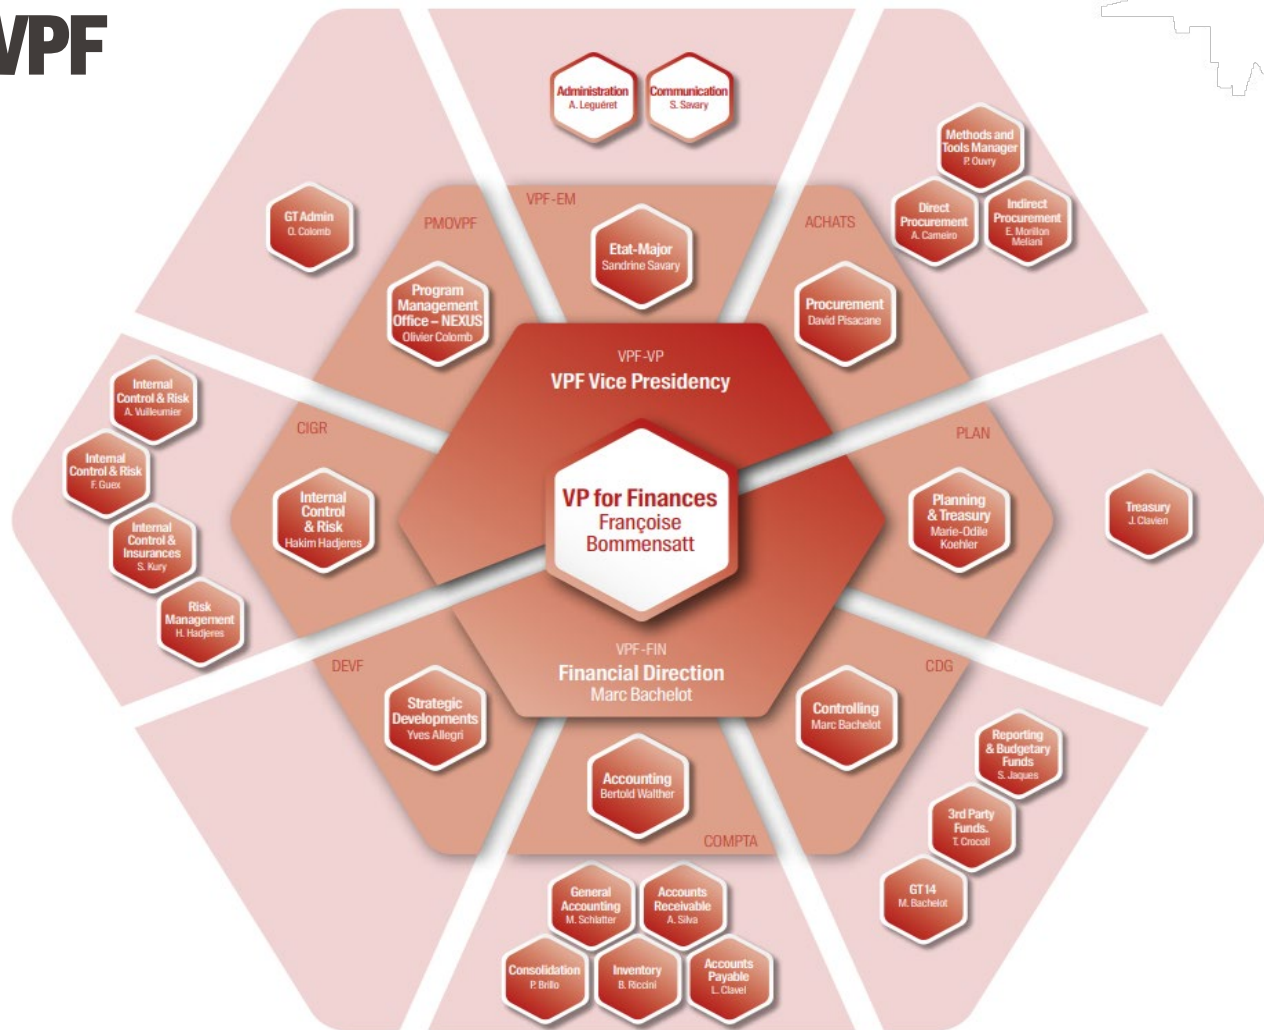 VPF
Administration
A. Leguéret
Communication
S. Savary
Methods and
Tools Manager
P. Ouvry
Direct
Procurement
A. Carneiro
Indirect
Procurement
E. Morillon
Meliani
GT Admin
O. Colomb
PMOVPF
VPF-EM
ACHATS
Etat-Major
Sandrine Savary
Program
Management
Office – NEXUS
Olivier Colomb
Procurement
David Pisacane
VPF-VP
VPF Vice Presidency
Internal
Control & Risk
A. Vuilleumier
Internal
Control & Risk
F. Guex
Internal
Control &
Insurances
S. Kury
Risk
Management
H. Hadjeres
CIGR
Internal
Control
& Risk
Hakim Hadjeres
VP for Finances
Françoise
Bommensatt
PLAN
Planning
& Treasury
Marie-Odile
Koehler
Treasury
J. Clavien
VPF-FIN
Financial Direction
Marc Bachelot
DEVF
Strategic
Developments
Yves Allegri
CDG
Controlling
Marc Bachelot
Accounting
Bertold Walther
COMPTA
Reporting
& Budgetary
Funds
S. Jaques
3rd Party
Funds.
T. Crocoll
GT14
M. Bachelot
General
Accounting
M. Schlatter
Accounts
Receivable
A. Silva
Consolidation
P. Brillo
Inventory
B. Riccini
Accounts
Payable
L. Clavel